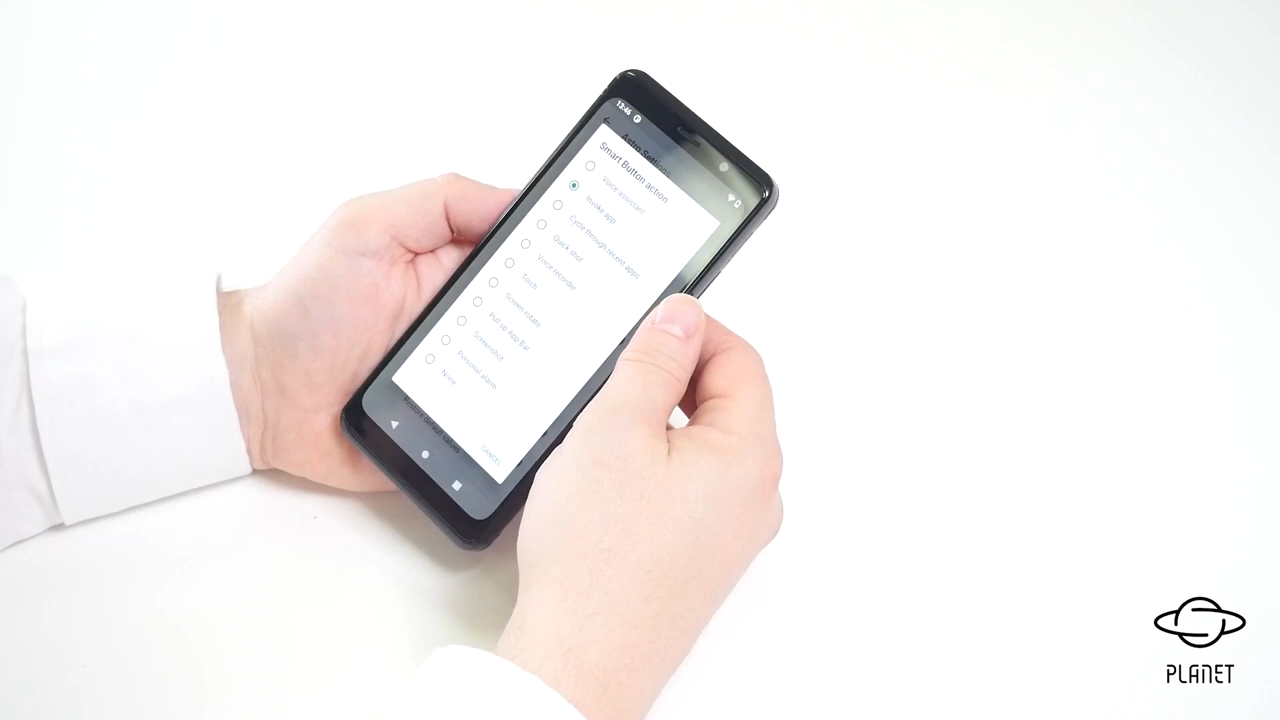 13:46
Astro Settings
Smart Button action
Voice assistant
Invoke app
Cycle through recent apps
Quick shot
Voice recorder
Torch
Screen rotate
Pull up App Bar
Screenshot
Personal alarm
None
CANCEL
Restore default values
PLANET